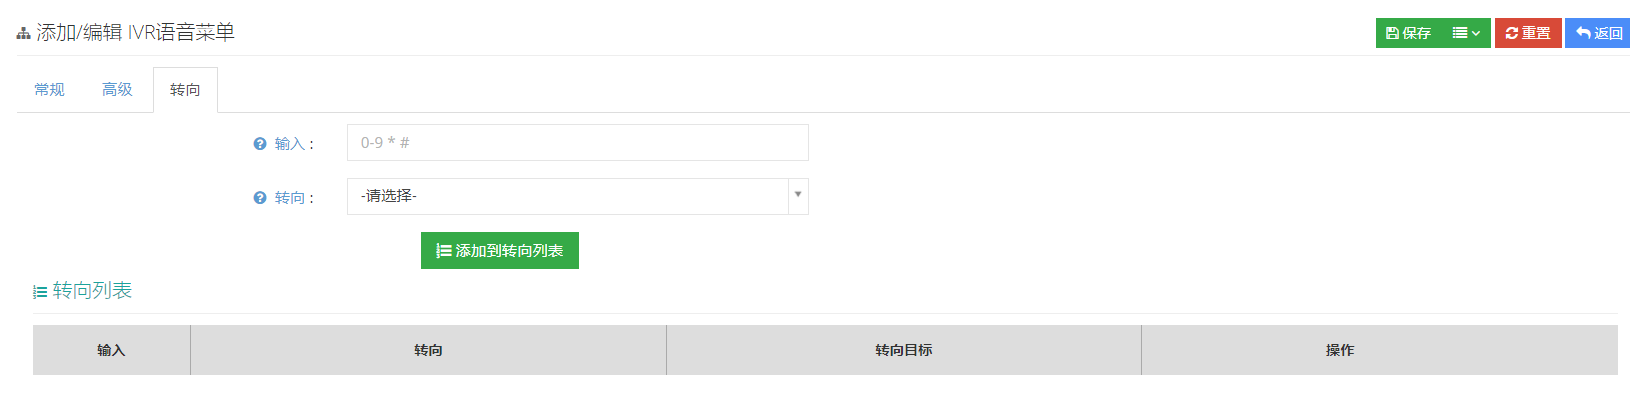 添加/编辑 IVR语音菜单 保存 重置 返回
常规 高级 转向
输入 : 0-9 * #
转向 : -请选择-
添加到转向列表
转向列表
输入 转向 转向目标 操作